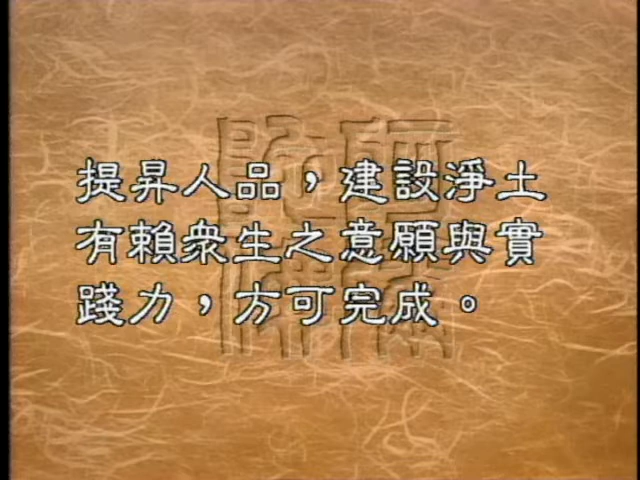 提昇人品，建設淨土
有賴眾生之意願與實
踐力，方可完成。